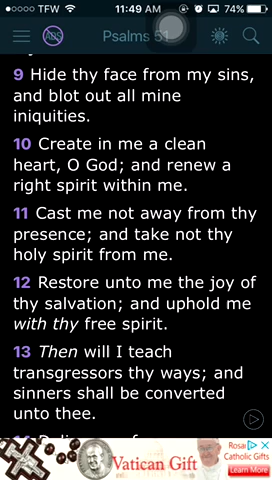 TFW 11:49 AM 74%
ADS
Psalms 51
9 Hide thy face from my sins,
and blot out all mine
iniquities.
10 Create in me a clean
heart, O God; and renew a
right spirit within me.
11 Cast me not away from thy
presence; and take not thy
holy spirit from me.
12 Restore unto me the joy of
thy salvation; and uphold me
with thy free spirit.
13 Then will I teach
transgressors thy ways; and
sinners shall be converted
unto thee.
Vatican Gift
Catholic Gifts
Learn More